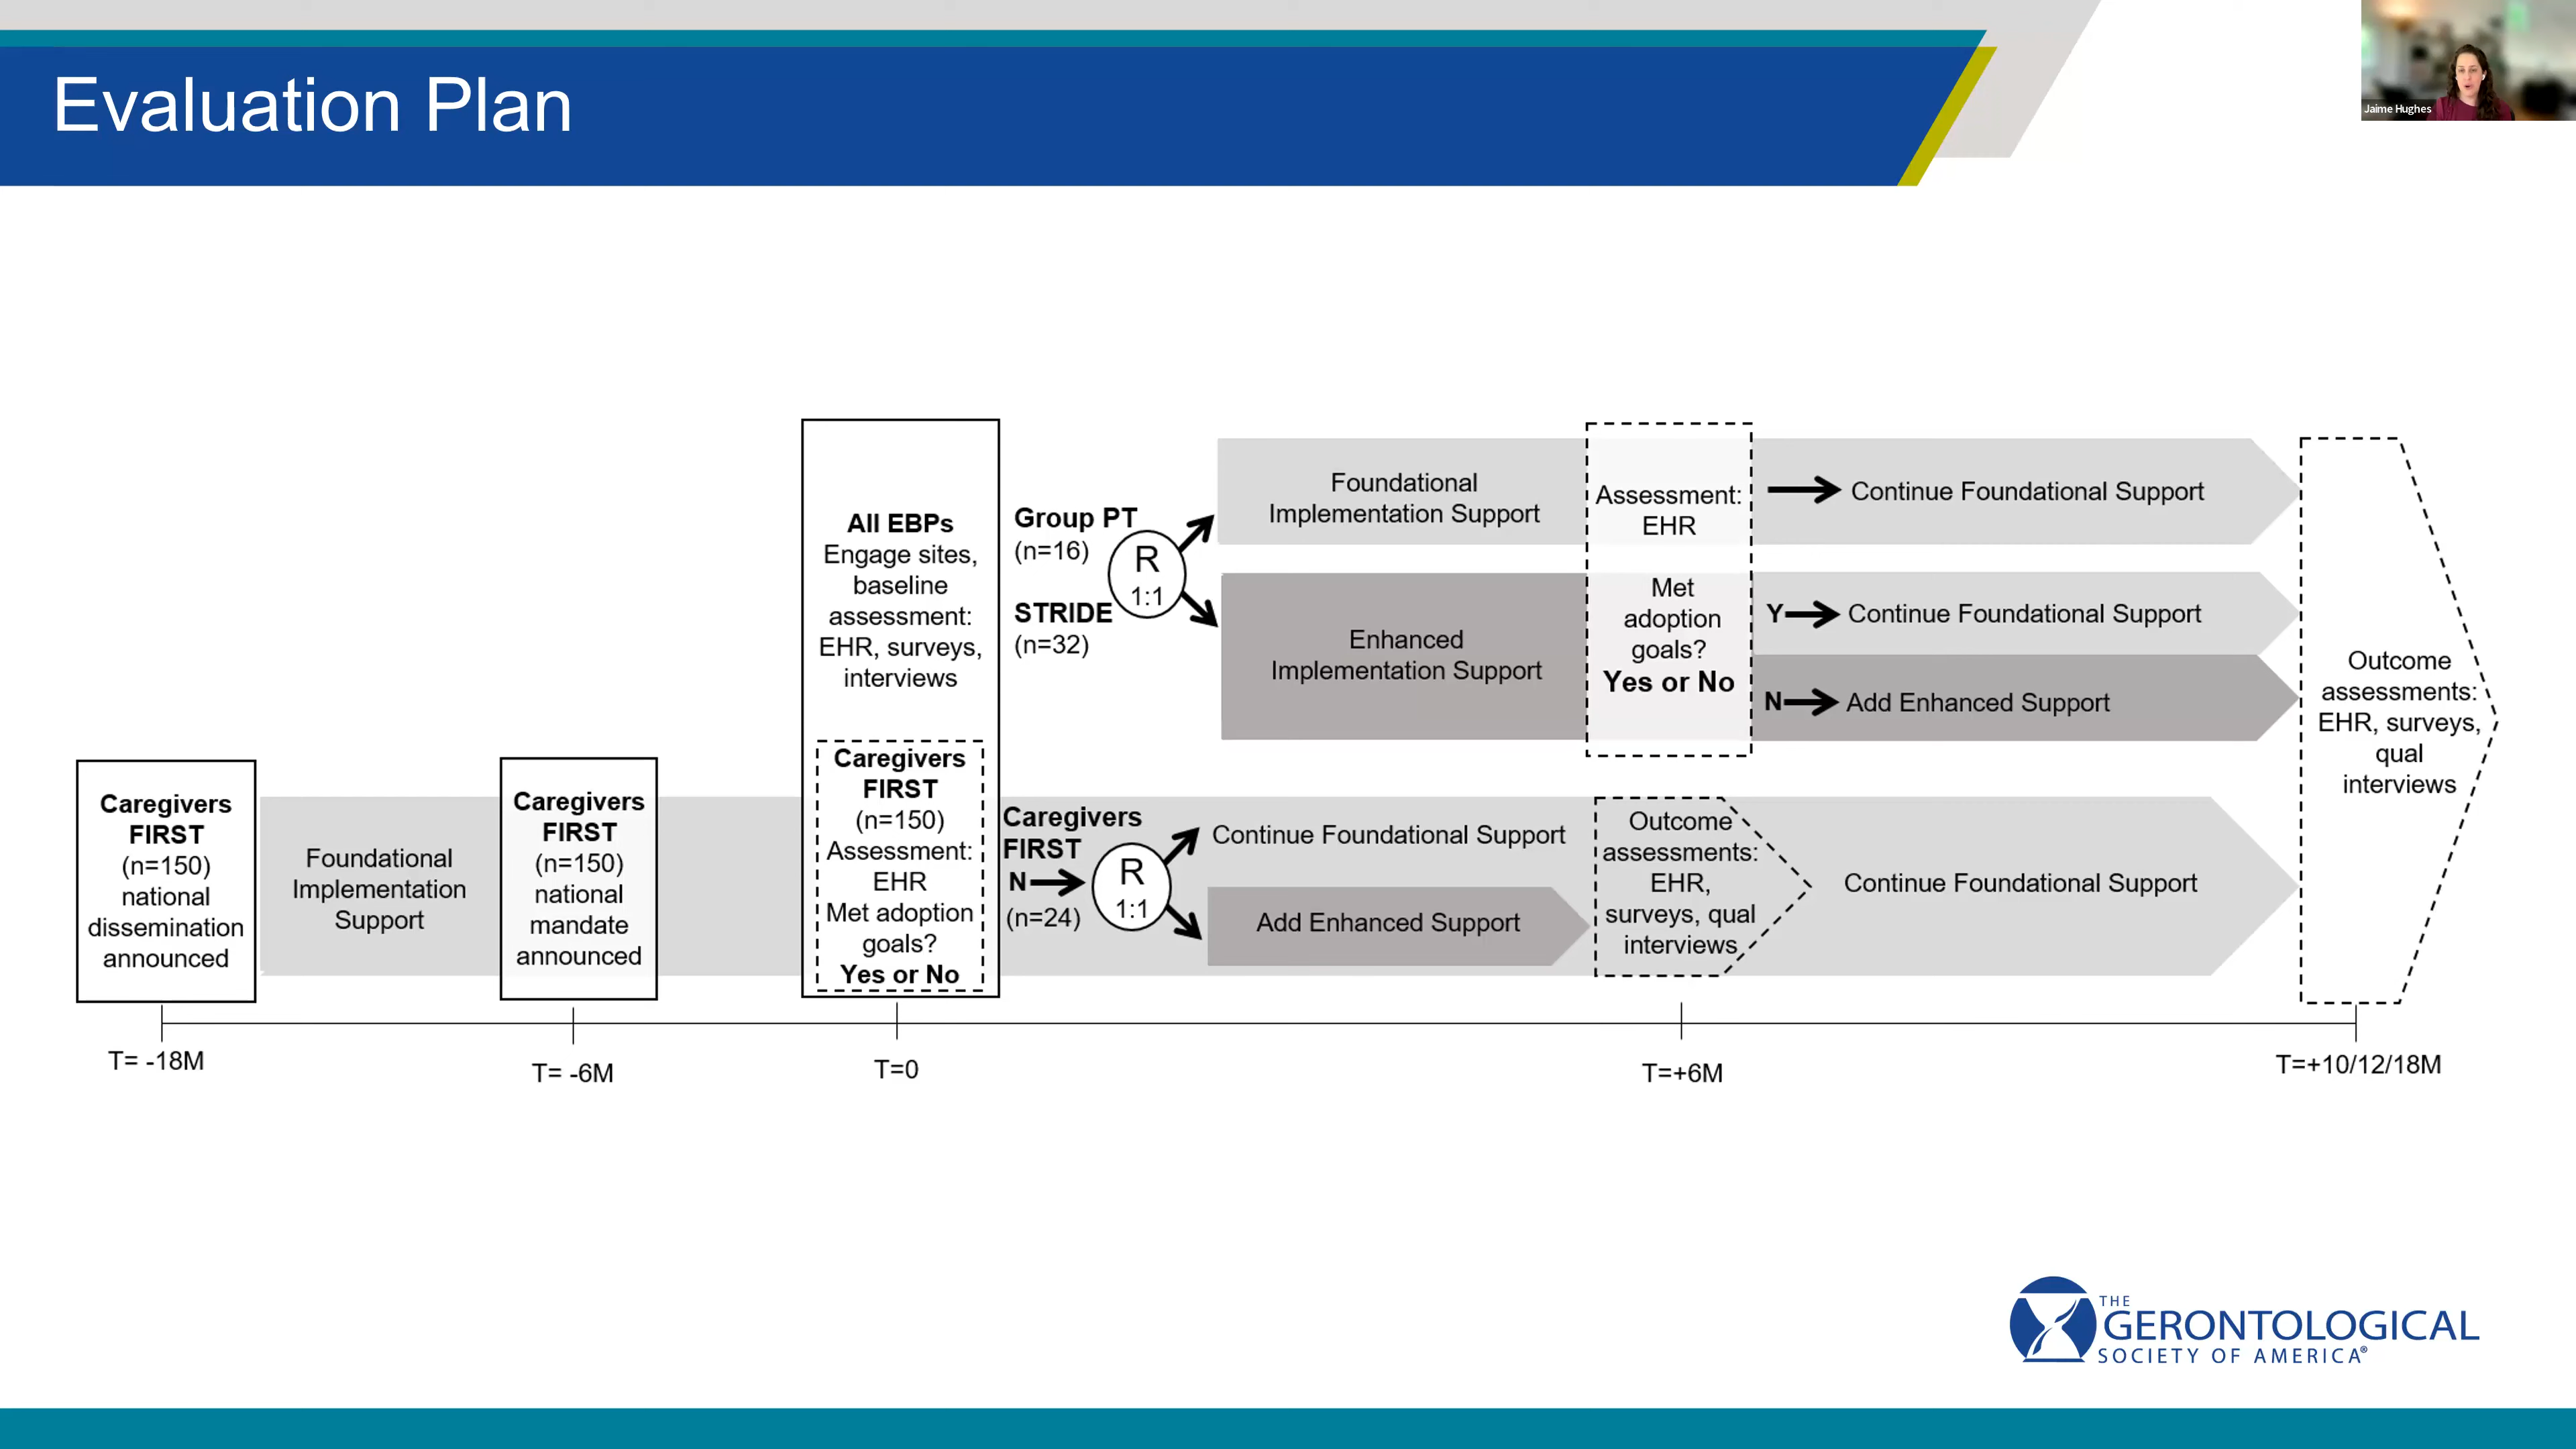 Evaluation Plan
Jaime Hughes
Caregivers
FIRST
(n=150)
national
dissemination
announced
Foundational
Implementation
Support
Caregivers
FIRST
(n=150)
national
mandate
announced
All EBPs
Engage sites,
baseline
assessment:
EHR, surveys,
interviews
Caregivers
FIRST
(n=150)
Assessment:
EHR
Met adoption
goals?
Yes or No
Group PT
(n=16)
STRIDE
(n=32)
R
1:1
Foundational
Implementation Support
Enhanced
Implementation Support
Assessment:
EHR
Met
adoption
goals?
Yes or No
Continue Foundational Support
Y
Continue Foundational Support
N
Add Enhanced Support
Caregivers
FIRST
N
(n=24)
R
1:1
Continue Foundational Support
Add Enhanced Support
Outcome
assessments:
EHR,
surveys, qual
interviews
Continue Foundational Support
Outcome
assessments:
EHR, surveys,
qual
interviews
T= -18M
T= -6M
T=0
T=+6M
T=+10/12/18M
THE
GERONTOLOGICAL
SOCIETY OF AMERICA®